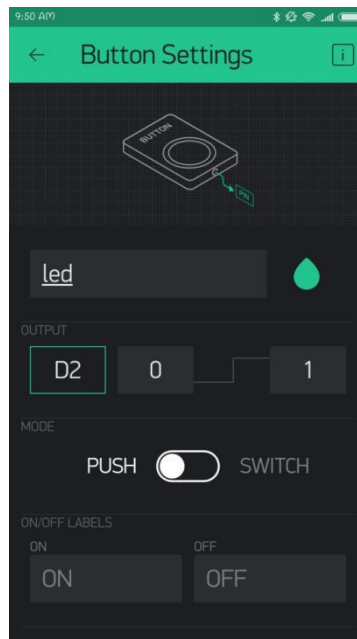 9:50 AM
Button Settings
i
BUTTON
PIN
led
OUTPUT
D2 0 1
MODE
PUSH SWITCH
ON/OFF LABELS
ON OFF
ON OFF